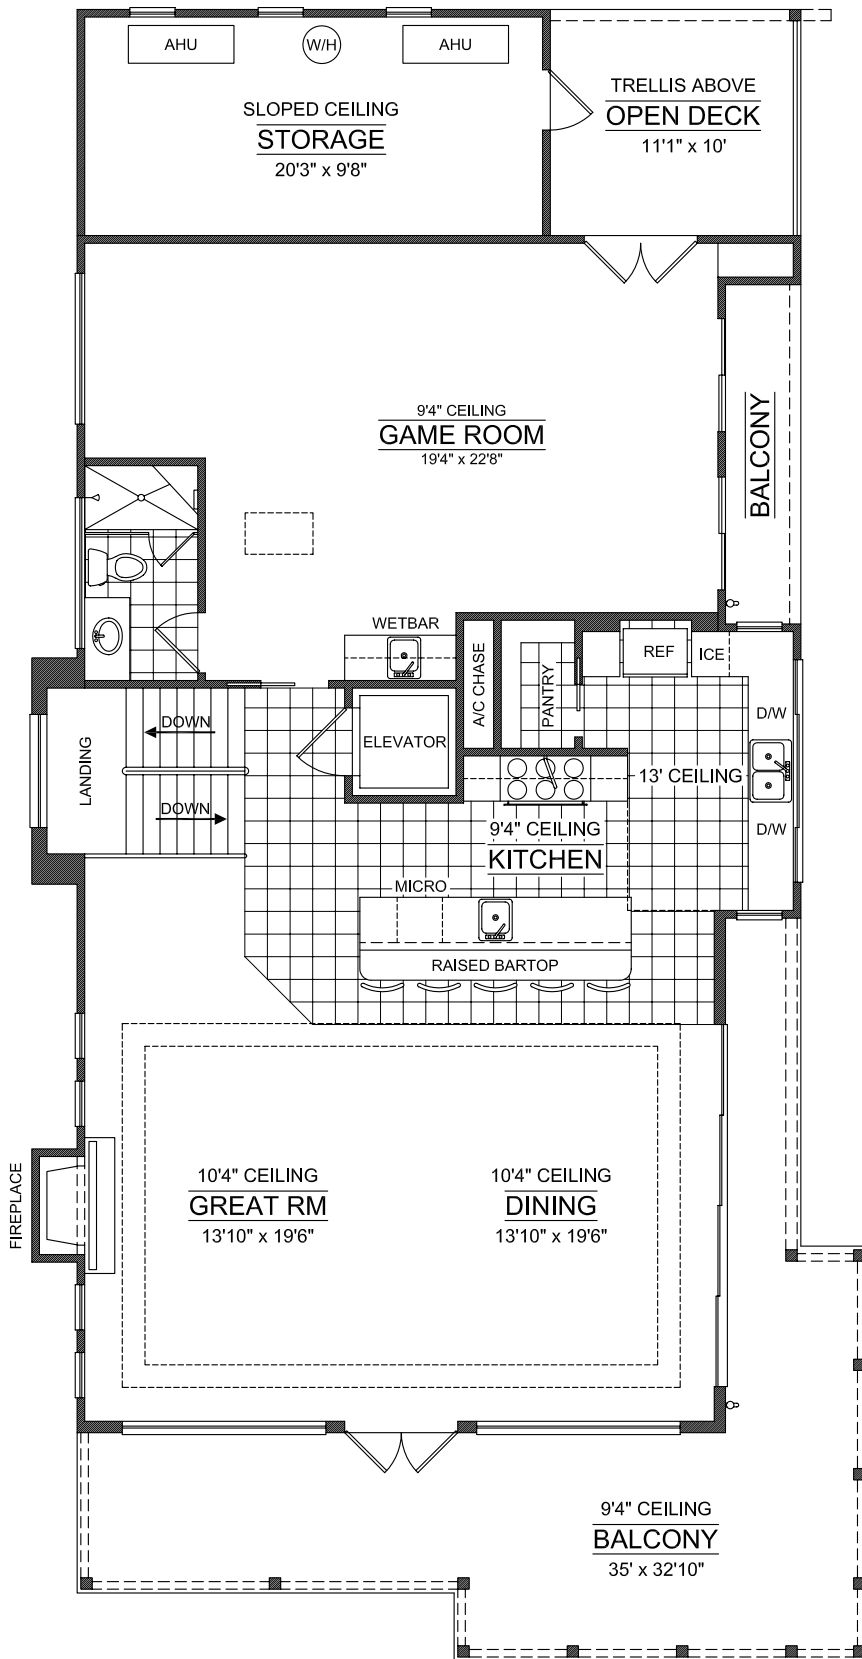 AHU
W/H
AHU
SLOPED CEILING
STORAGE
20'3" x 9'8"
TRELLIS ABOVE
OPEN DECK
11'1" x 10'
9'4" CEILING
GAME ROOM
19'4" x 22'8"
BALCONY
WETBAR
A/C CHASE
PANTRY
REF
ICE
LANDING
DOWN
DOWN
ELEVATOR
D/W
13' CEILING
D/W
9'4" CEILING
KITCHEN
MICRO
RAISED BARTOP
FIREPLACE
10'4" CEILING
GREAT RM
13'10" x 19'6"
10'4" CEILING
DINING
13'10" x 19'6"
9'4" CEILING
BALCONY
35' x 32'10"